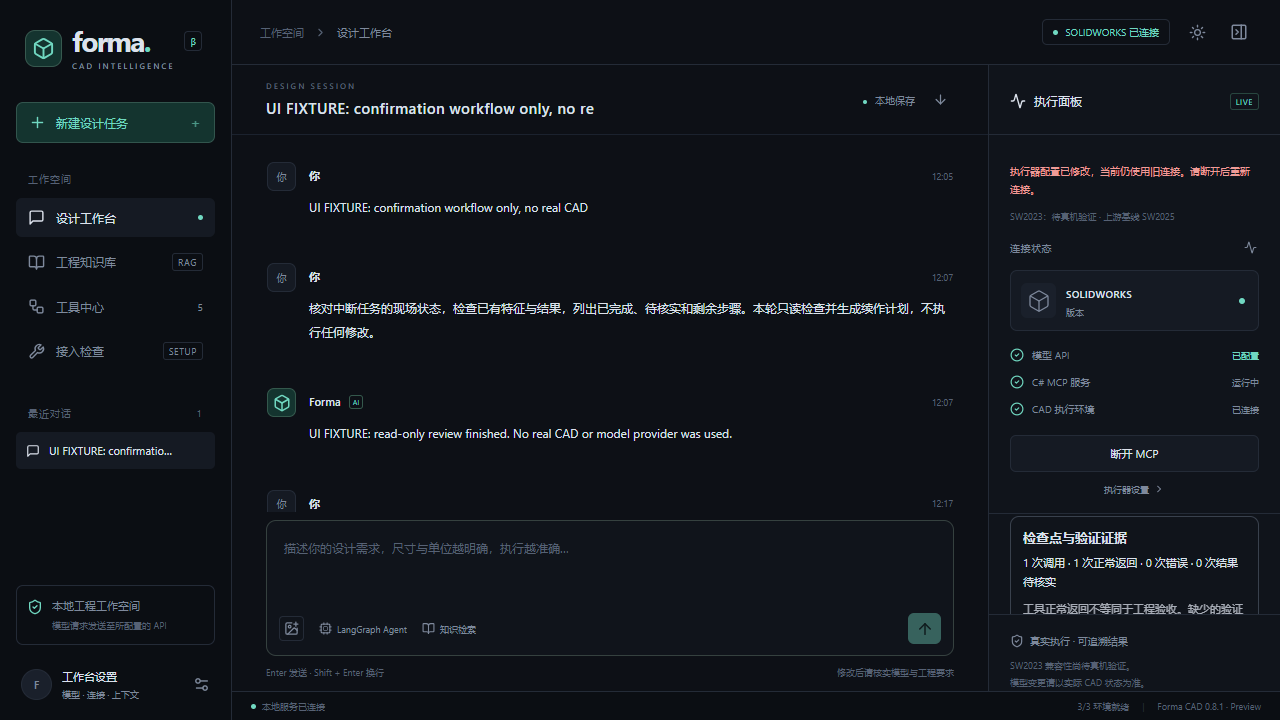 forma.
β
CAD INTELLIGENCE
新建设计任务
+
工作空间
设计工作台
工程知识库
RAG
工具中心
5
接入检查
SETUP
最近对话
1
UI FIXTURE: confirmatio...
本地工程工作空间
模型请求发送至所配置的 API
F
工作台设置
模型 · 连接 · 上下文
工作空间
设计工作台
SOLIDWORKS 已连接
DESIGN SESSION
UI FIXTURE: confirmation workflow only, no re
本地保存
你
你
12:05
UI FIXTURE: confirmation workflow only, no real CAD
你
你
12:07
核对中断任务的现场状态，检查已有特征与结果，列出已完成、待核实和剩余步骤。本轮只读检查并生成续作计划，不执
行任何修改。
Forma
AI
12:07
UI FIXTURE: read-only review finished. No real CAD or model provider was used.
你
你
12:17
描述你的设计需求，尺寸与单位越明确，执行越准确...
LangGraph Agent
知识检索
Enter 发送 · Shift + Enter 换行
修改后请核实模型与工程要求
执行面板
LIVE
执行器配置已修改，当前仍使用旧连接。请断开后重新
连接。
SW2023：待真机验证 · 上游基线 SW2025
连接状态
SOLIDWORKS
版本
模型 API
已配置
C# MCP 服务
运行中
CAD 执行环境
已连接
断开 MCP
执行器设置
检查点与验证证据
1 次调用 · 1 次正常返回 · 0 次错误 · 0 次结果
待核实
工具正常返回不等同于工程验收。缺少的验证
真实执行 · 可追溯结果
SW2023 兼容性尚待真机验证。
模型变更请以实际 CAD 状态为准。
本地服务已连接
3/3 环境就绪
Forma CAD 0.8.1 · Preview